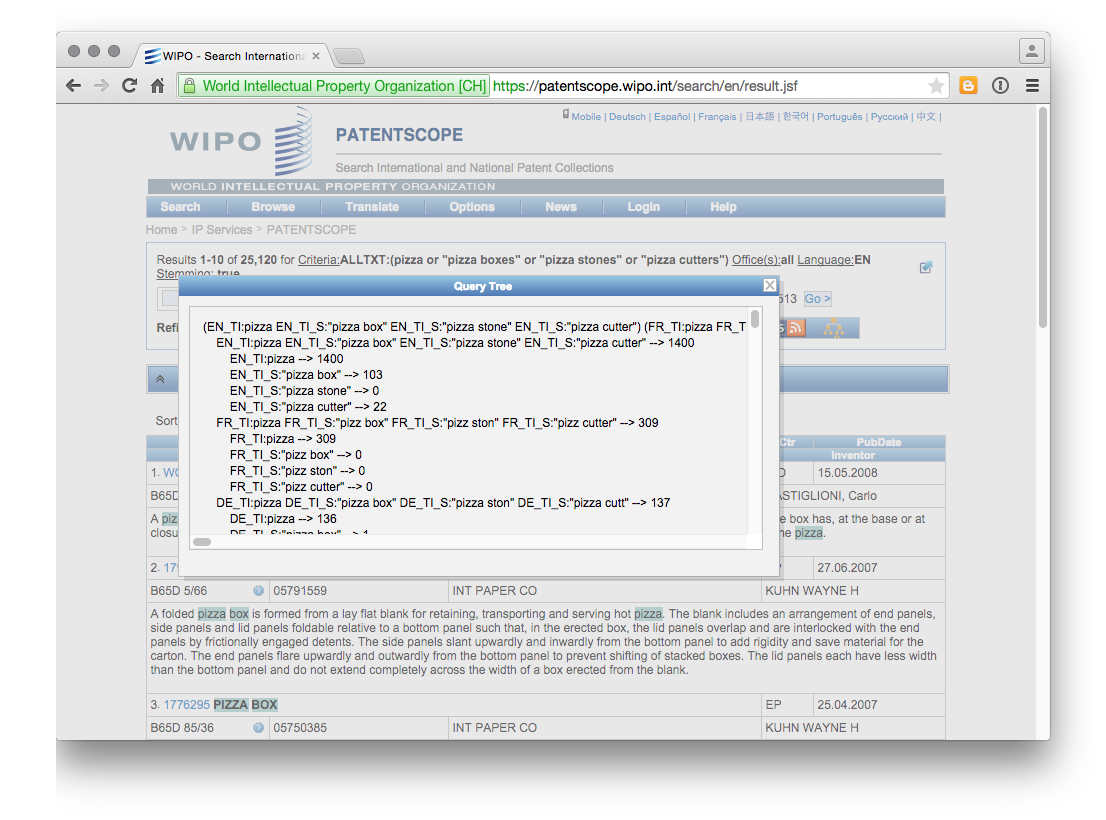 WIPO - Search Internationa
World Intellectual Property Organization [CH] https://patentscope.wipo.int/search/en/result.jsf
Mobile | Deutsch | Español | Français | 日本語 | 한국어 | Português | Русский | 中文 |
WIPO
PATENTSCOPE
Search International and National Patent Collections
WORLD INTELLECTUAL PROPERTY ORGANIZATION
Search Browse Translate Options News Login Help
Home > IP Services > PATENTSCOPE
Results 1-10 of 25,120 for Criteria:ALLTXT:(pizza or "pizza boxes" or "pizza stones" or "pizza cutters") Office(s):all Language:EN
Stemming: true
513 Go >
Refi
Query Tree
(EN_TI:pizza EN_TI_S:"pizza box" EN_TI_S:"pizza stone" EN_TI_S:"pizza cutter") (FR_TI:pizza FR_T
EN_TI:pizza EN_TI_S:"pizza box" EN_TI_S:"pizza stone" EN_TI_S:"pizza cutter" --> 1400
EN_TI:pizza --> 1400
EN_TI_S:"pizza box" --> 103
EN_TI_S:"pizza stone" --> 0
EN_TI_S:"pizza cutter" --> 22
FR_TI:pizza FR_TI_S:"pizz box" FR_TI_S:"pizz ston" FR_TI_S:"pizz cutter" --> 309
FR_TI:pizza --> 309
FR_TI_S:"pizz box" --> 0
FR_TI_S:"pizz ston" --> 0
FR_TI_S:"pizz cutter" --> 0
DE_TI:pizza DE_TI_S:"pizza box" DE_TI_S:"pizza ston" DE_TI_S:"pizza cutt" --> 137
DE_TI:pizza --> 136
DE_TI_S:"pizza box" --> 1
Sort
Ctr PubDate
Inventor
1. WO 15.05.2008
B65D ASTIGLIONI, Carlo
A piz e box has, at the base or at
closu he pizza.
2. 17 27.06.2007
B65D 5/66 05791559 INT PAPER CO KUHN WAYNE H
A folded pizza box is formed from a lay flat blank for retaining, transporting and serving hot pizza. The blank includes an arrangement of end panels,
side panels and lid panels foldable relative to a bottom panel such that, in the erected box, the lid panels overlap and are interlocked with the end
panels by frictionally engaged detents. The side panels slant upwardly and inwardly from the bottom panel to add rigidity and save material for the
carton. The end panels flare upwardly and outwardly from the bottom panel to prevent shifting of stacked boxes. The lid panels each have less width
than the bottom panel and do not extend completely across the width of a box erected from the blank.
3. 1776295 PIZZA BOX EP 25.04.2007
B65D 85/36 05750385 INT PAPER CO KUHN WAYNE H